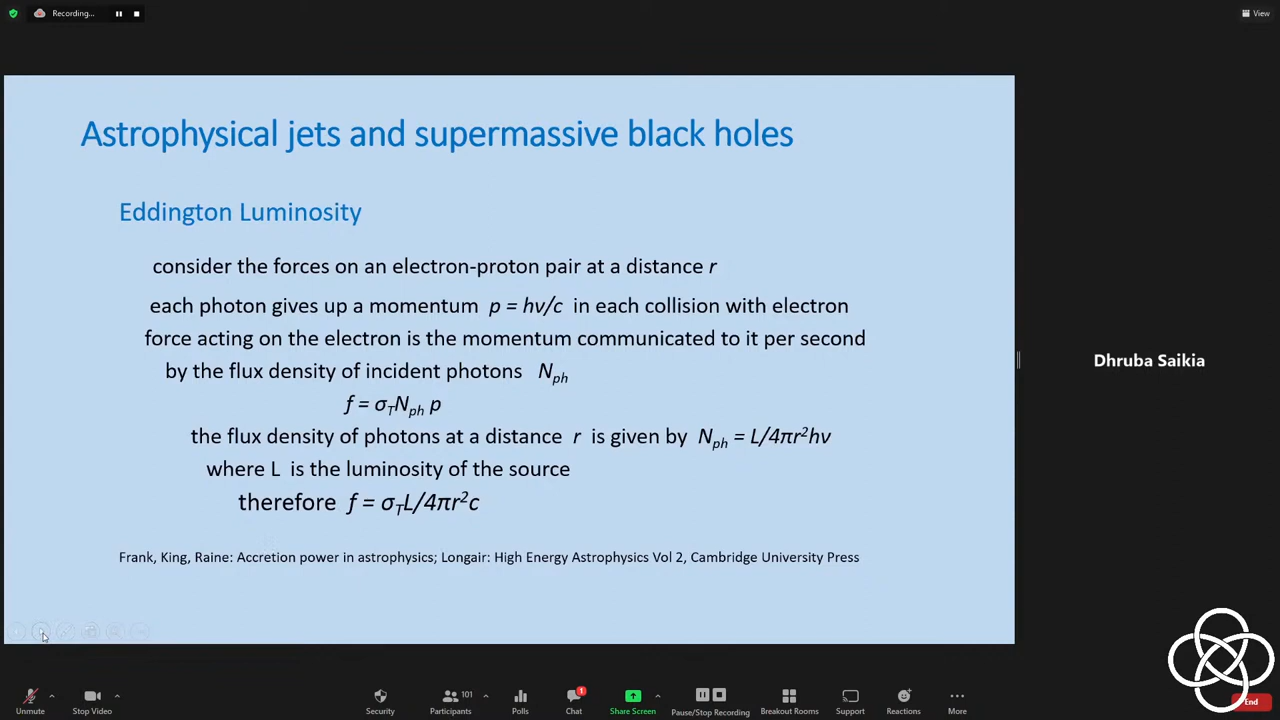 Recording...
View
Astrophysical jets and supermassive black holes
Eddington Luminosity
consider the forces on an electron-proton pair at a distance r
each photon gives up a momentum p = hν/c in each collision with electron
force acting on the electron is the momentum communicated to it per second
by the flux density of incident photons Nph
f = σTNph p
the flux density of photons at a distance r is given by Nph = L/4πr²hν
where L is the luminosity of the source
therefore f = σTL/4πr²c
Frank, King, Raine: Accretion power in astrophysics; Longair: High Energy Astrophysics Vol 2, Cambridge University Press
Dhruba Saikia
101
1
Unmute Stop Video Security Participants Polls Chat Share Screen Pause/Stop Recording Breakout Rooms Support Reactions More End